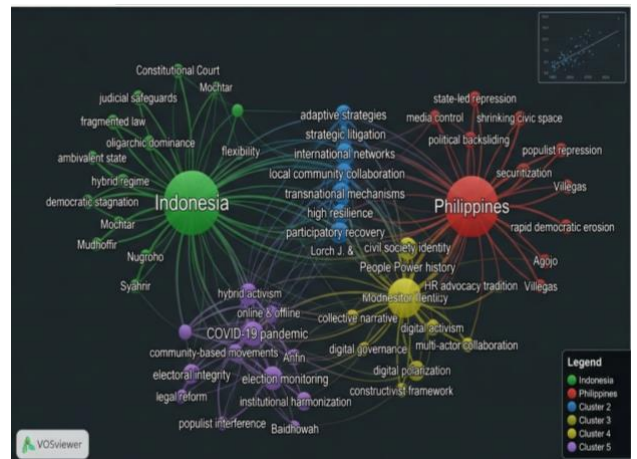 Constitutional Court
Mochtar
judicial safeguards
fragmented law
oligarchic dominance
flexibility
ambivalent state
hybrid regime
Indonesia
democratic stagnation
Mochtar
Mudhoffir
Nugroho
Syahrir
adaptive strategies
strategic litigation
international networks
local community collaboration
transnational mechanisms
high resilience
participatory recovery
Lorch J. &
state-led repression
media control
shrinking civic space
political backsliding
populist repression
securitization
Villegas
Philippines
rapid democratic erosion
Agojo
Villegas
civil society identity
People Power history
HR advocacy tradition
collective narrative
digital activism
multi-actor collaboration
digital governance
digital polarization
constructivist framework
hybrid activism
online & offline
COVID-19 pandemic
community-based movements
Arifin
electoral integrity
election monitoring
legal reform
institutional harmonization
populist interference
Baidhowah
Legend
Indonesia
Philippines
Cluster 2
Cluster 3
Cluster 4
Cluster 5
VOSviewer